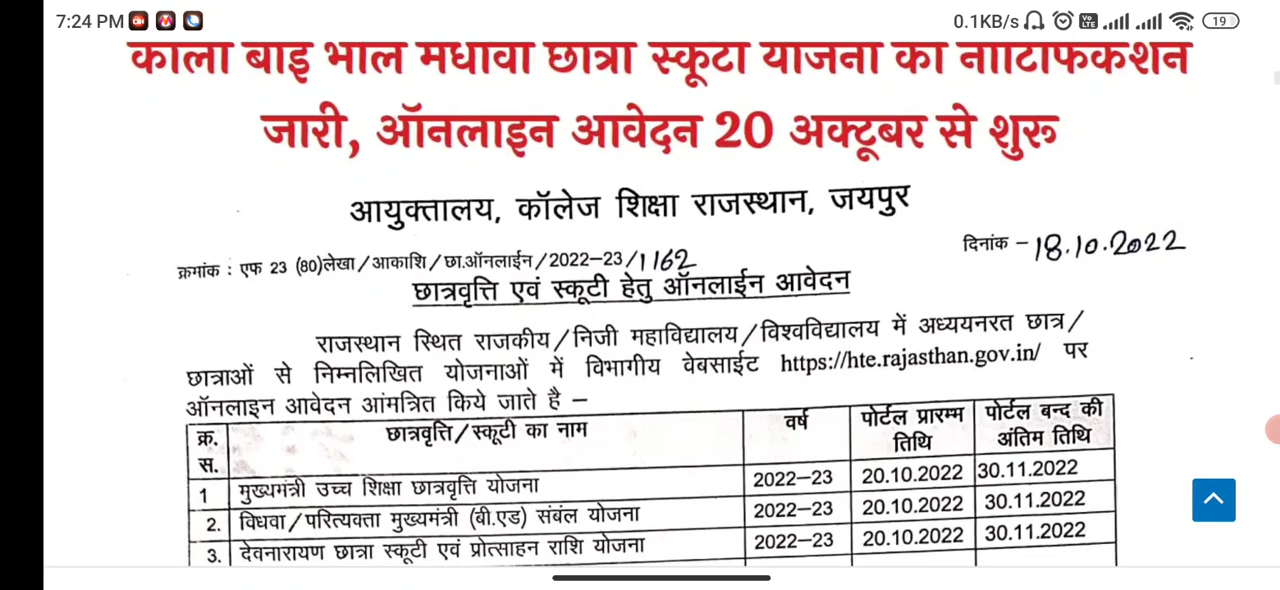 7:24 PM 0.1KB/s 19
काली बाई भील मेधावी छात्रा स्कूटी योजना का नोटिफिकेशन
जारी, ऑनलाइन आवेदन 20 अक्टूबर से शुरू
आयुक्तालय, कॉलेज शिक्षा राजस्थान, जयपुर
दिनांक – 18.10.2022
क्रमांक : एफ 23 (80)लेखा/आकाशि/छा.ऑनलाईन/2022–23/1162
छात्रवृत्ति एवं स्कूटी हेतु ऑनलाईन आवेदन
राजस्थान स्थित राजकीय/निजी महाविद्यालय/विश्वविद्यालय में अध्ययनरत छात्र/
छात्राओं से निम्नलिखित योजनाओं में विभागीय वेबसाईट https://hte.rajasthan.gov.in/ पर
ऑनलाइन आवेदन आंमत्रित किये जाते है –
क्र. स. छात्रवृत्ति/स्कूटी का नाम वर्ष पोर्टल प्रारम्भ तिथि पोर्टल बन्द की अंतिम तिथि
1 मुख्यमंत्री उच्च शिक्षा छात्रवृत्ति योजना 2022–23 20.10.2022 30.11.2022
2. विधवा/परित्यक्ता मुख्यमंत्री (बी.एड) संबंल योजना 2022–23 20.10.2022 30.11.2022
3. देवनारायण छात्रा स्कूटी एवं प्रोत्साहन राशि योजना 2022–23 20.10.2022 30.11.2022